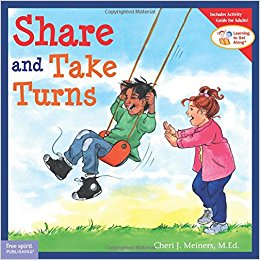 Share
and Take
Turns
Includes Activity
Guide for Adults!
Learning
to Get
Along®
free spirit
PUBLISHING®
Cheri J. Meiners, M.Ed.